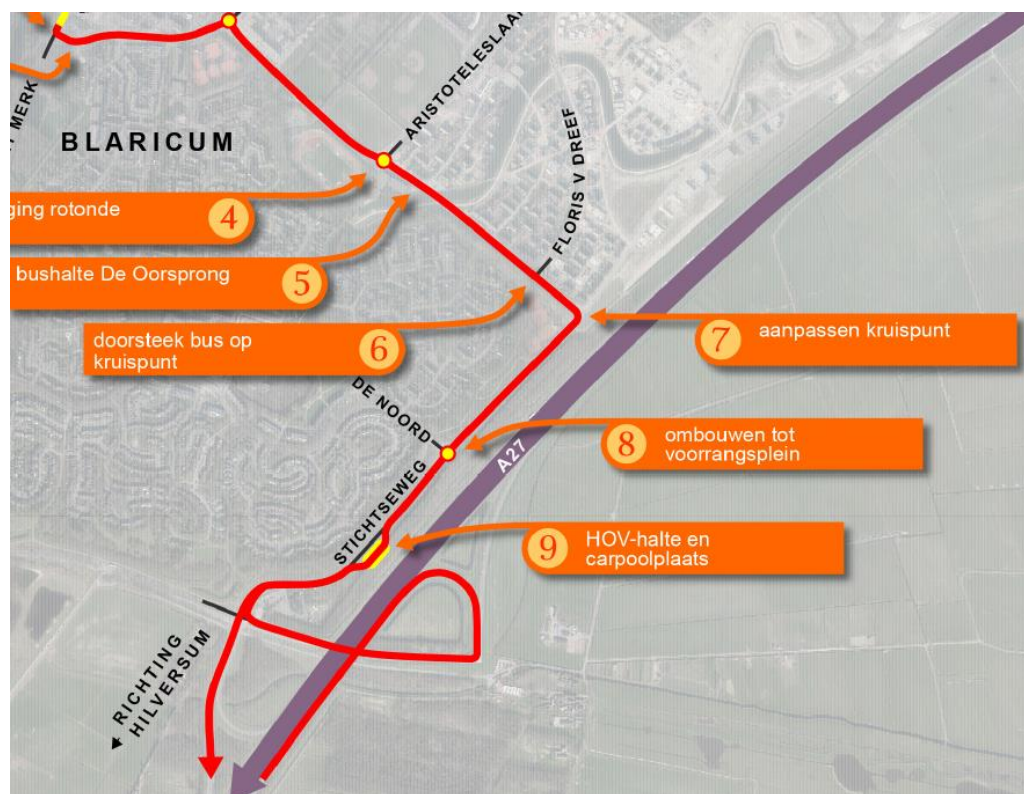 MERK
BLARICUM
ARISTOTELESLAAN
FLORIS V DREEF
ging rotonde
4
bushalte De Oorsprong
5
doorsteek bus op
kruispunt
6
7
aanpassen kruispunt
DE NOORD
8
ombouwen tot
voorrangsplein
A27
STICHTSEWEG
9
HOV-halte en
carpoolplaats
RICHTING
HILVERSUM